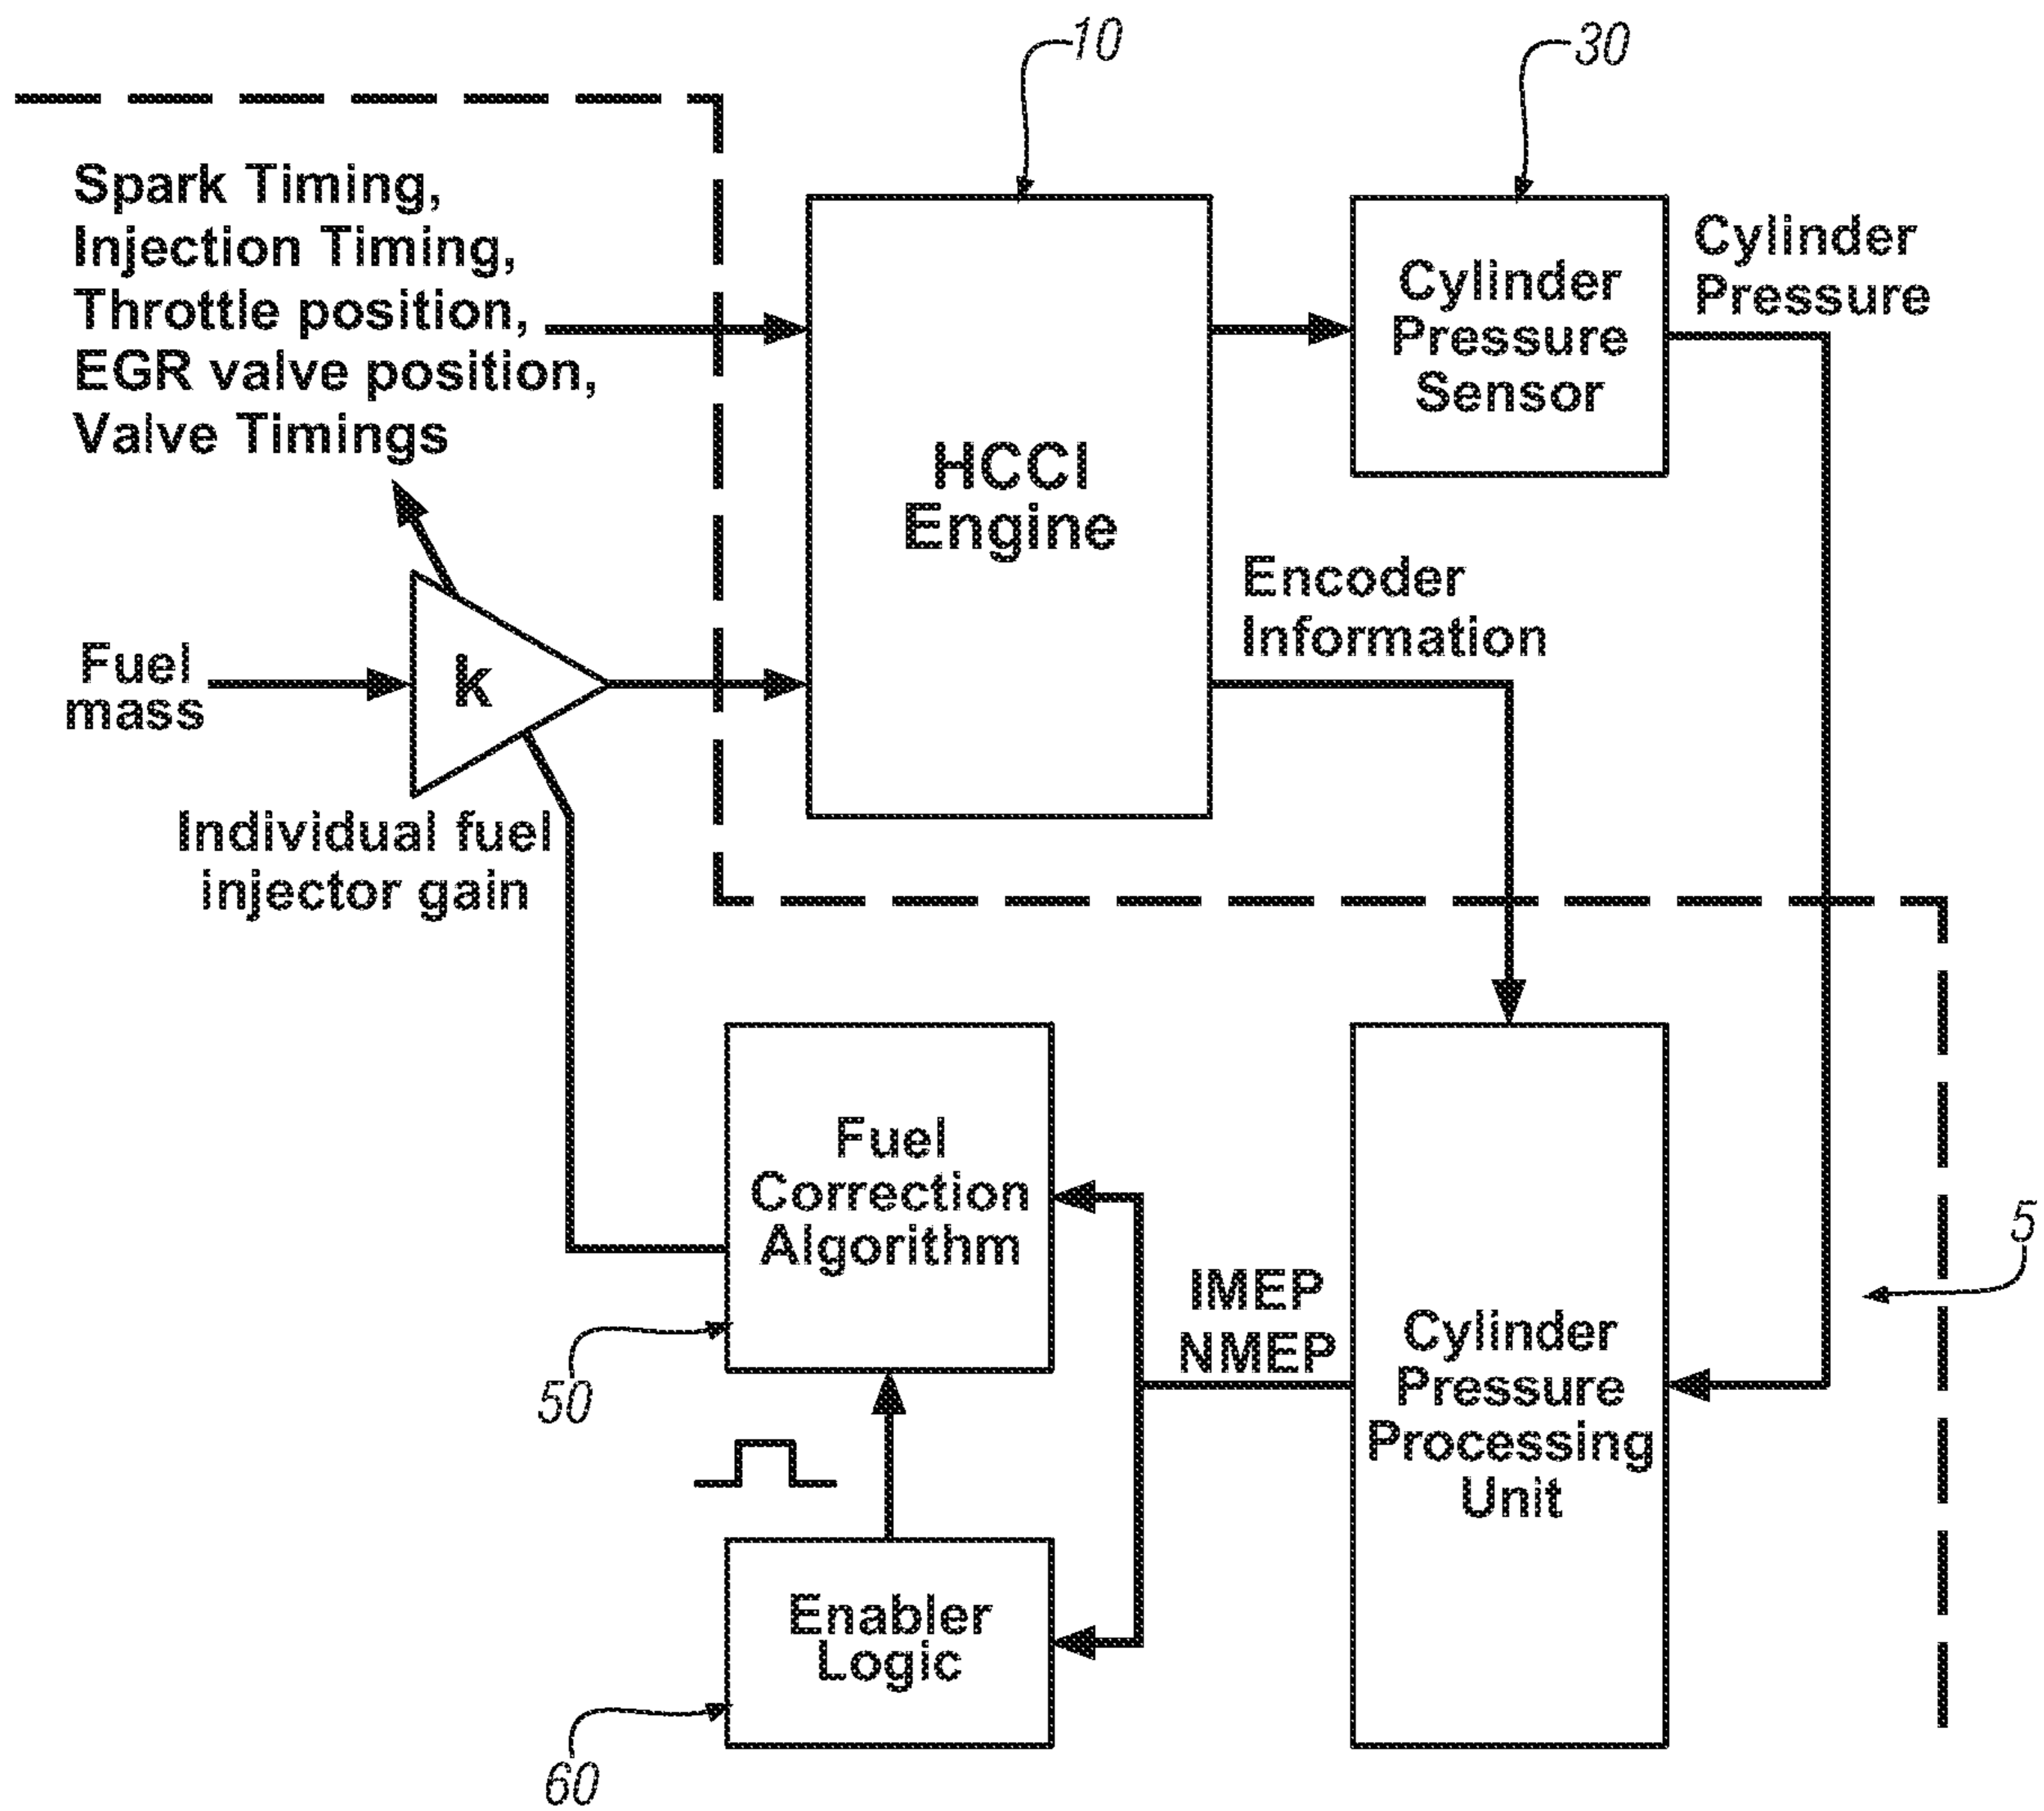 10
30
Spark Timing,
Injection Timing,
Throttle position,
EGR valve position,
Valve Timings
Cylinder
Pressure
Sensor
Cylinder
Pressure
HCCI
Engine
Encoder
Information
Fuel
mass
k
Individual fuel
injector gain
Fuel
Correction
Algorithm
5
IMEP
NMEP
Cylinder
Pressure
Processing
Unit
50
Enabler
Logic
60